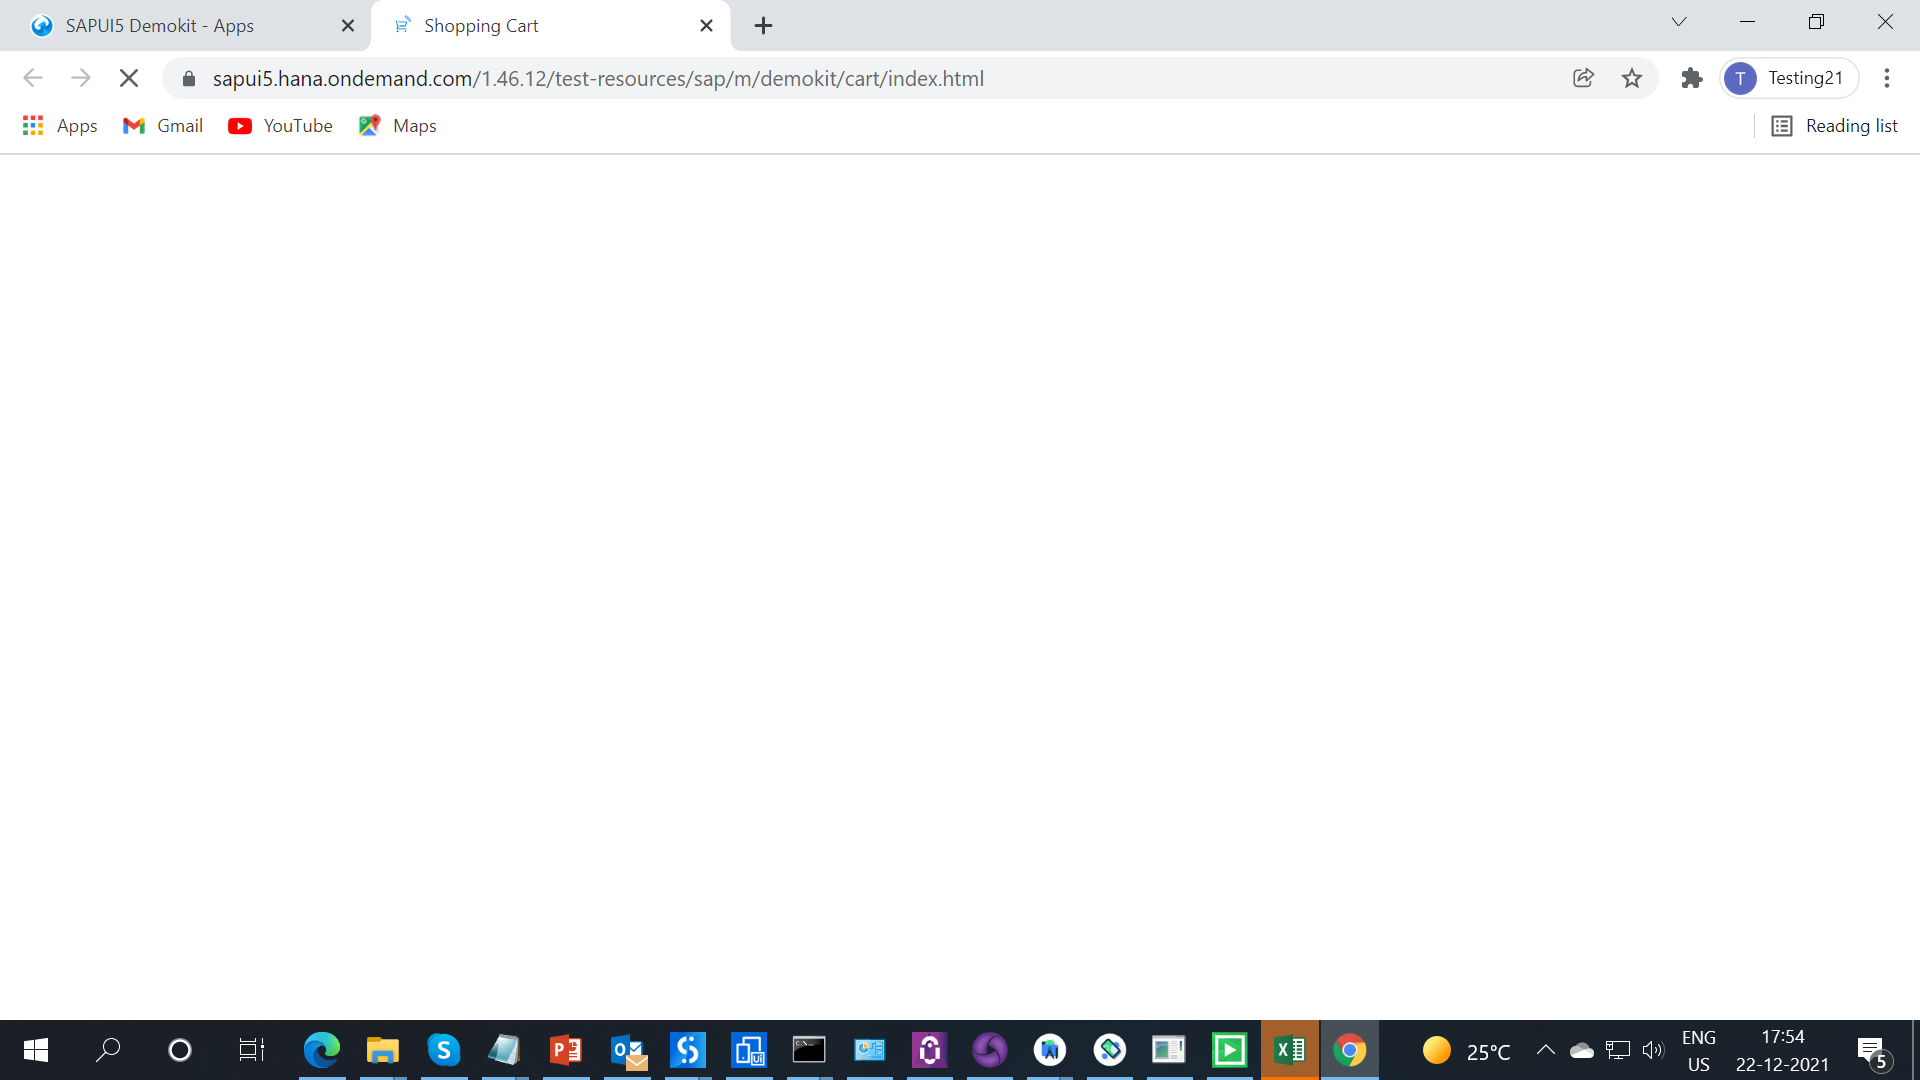 SAPUI5 Demokit - Apps
Shopping Cart
sapui5.hana.ondemand.com/1.46.12/test-resources/sap/m/demokit/cart/index.html
T Testing21
Apps Gmail YouTube Maps
Reading list
25°C
ENG
US
17:54
22-12-2021
5